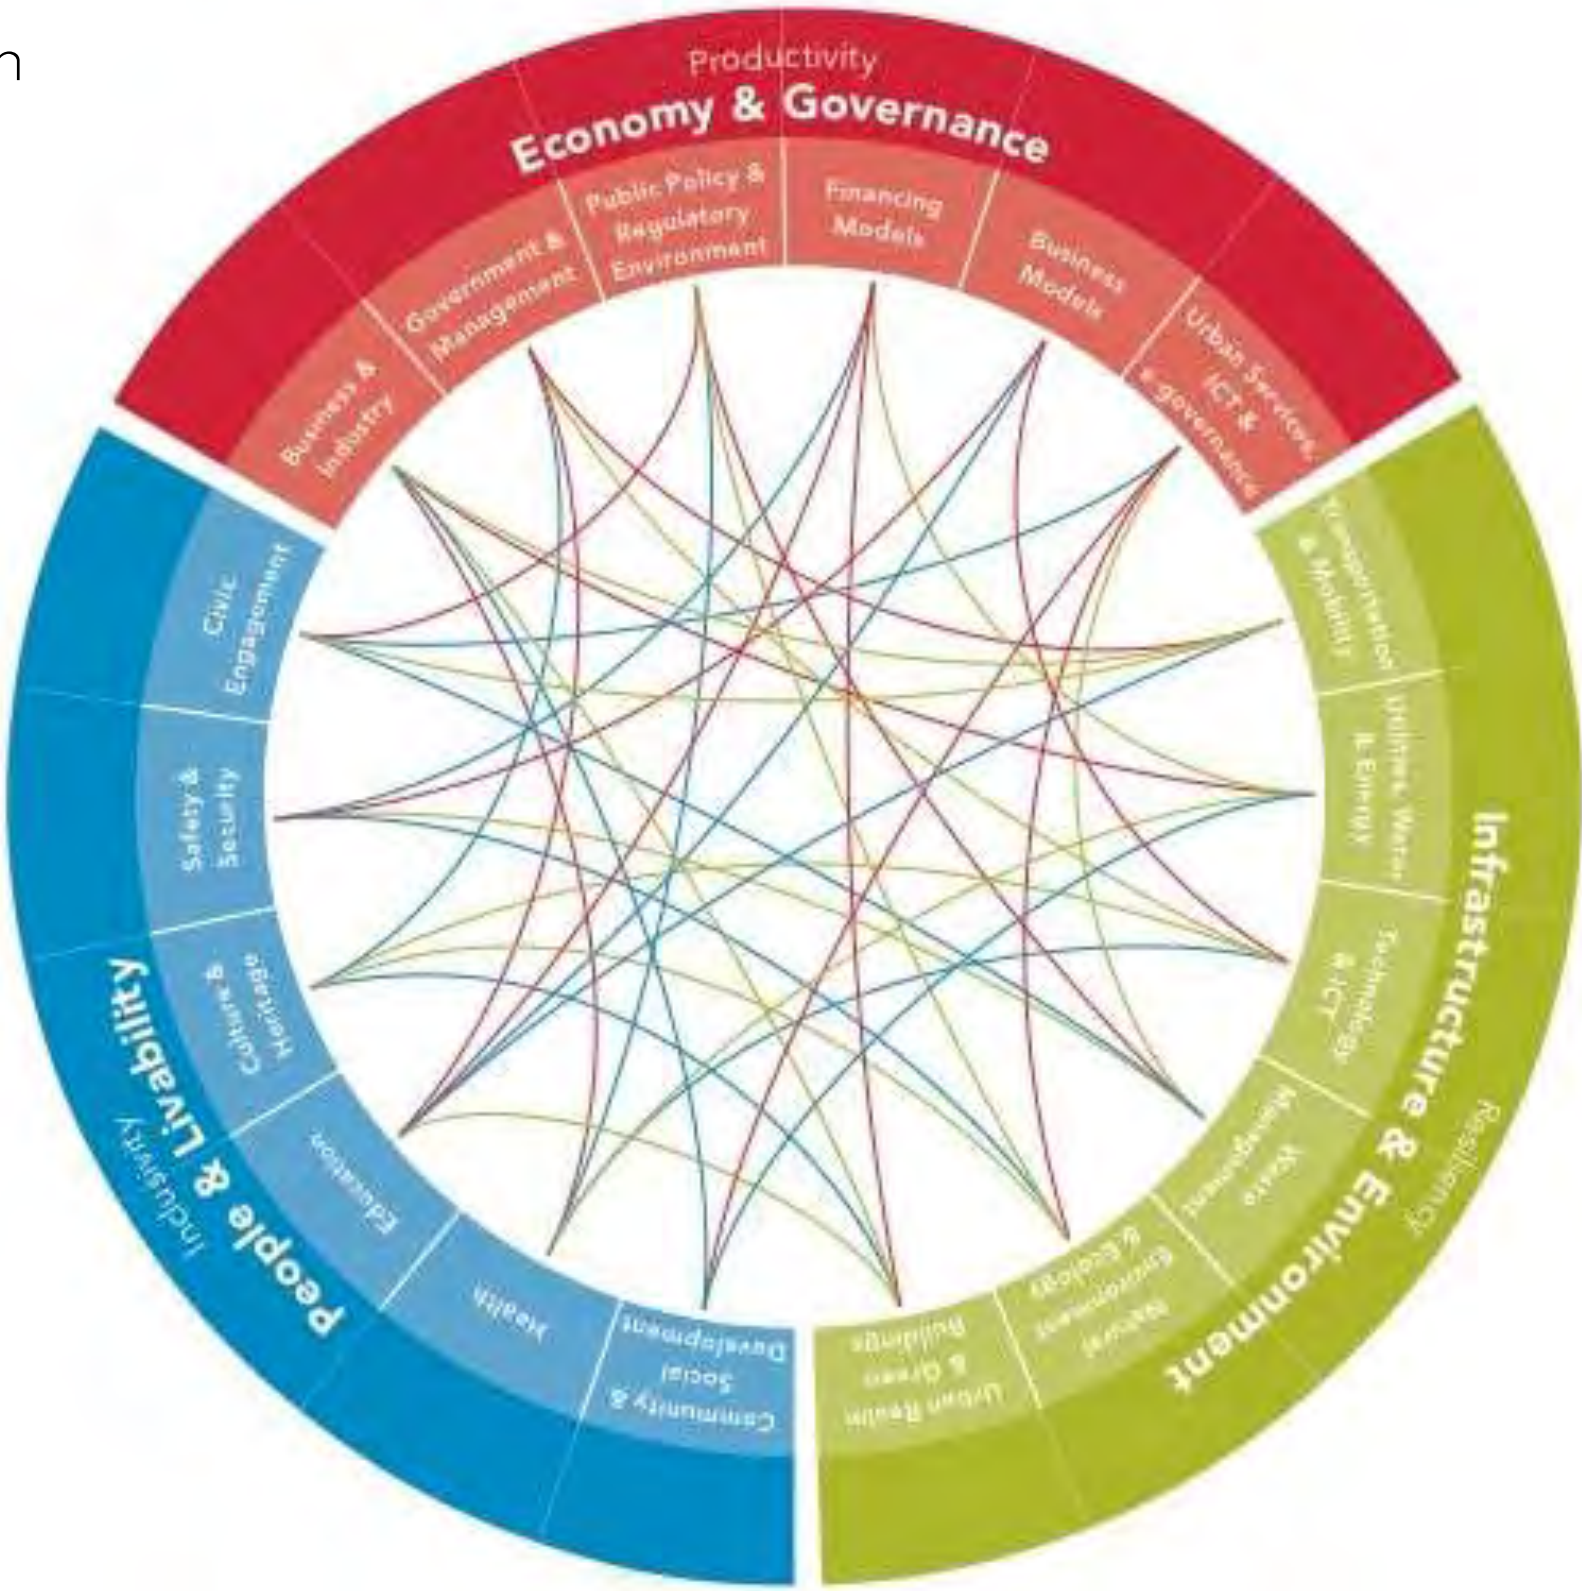 n
Productivity
Economy & Governance
Business &
Industry
Government &
Management
Public Policy &
Regulatory
Environment
Financing
Models
Business
Models
Urban Services,
ICT &
e-governance
Infrastructure & Environment
Resiliency
Transportation
& Mobility
Utilities, Water
& Energy
Technology
& ICT
Waste
Management
Natural
Environment
& Ecology
Urban Realm
& Green
Buildings
People & Livability
Inclusivity
Civic
Engagement
Safety &
Security
Culture &
Heritage
Education
Health
Community &
Social
Development